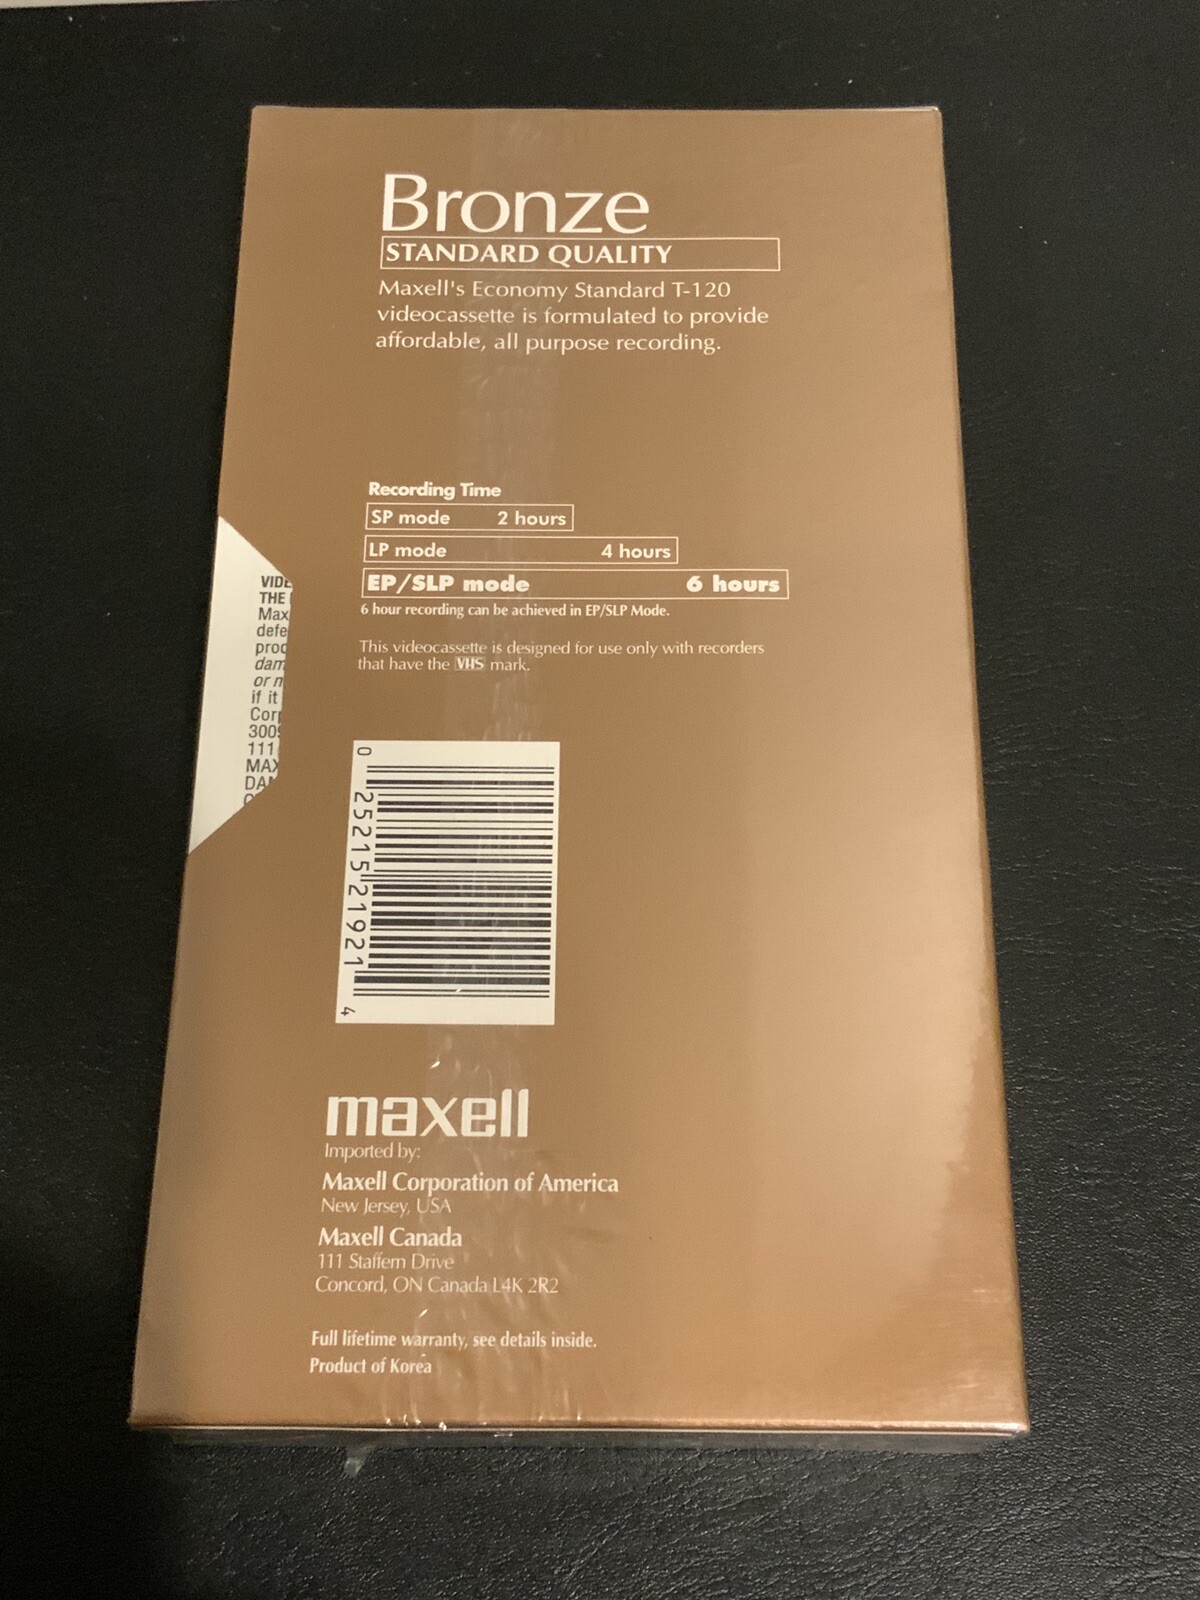 Bronze
STANDARD QUALITY
Maxell's Economy Standard T-120
videocassette is formulated to provide
affordable, all purpose recording.
Recording Time
SP mode 2 hours
LP mode 4 hours
EP/SLP mode 6 hours
6 hour recording can be achieved in EP/SLP Mode.
This videocassette is designed for use only with recorders
that have the VHS mark.
THE
if it
111
0 25215 21921 4
maxell
Imported by:
Maxell Corporation of America
New Jersey, USA
Maxell Canada
111 Staffern Drive
Concord, ON Canada L4K 2R2
Full lifetime warranty, see details inside.
Product of Korea